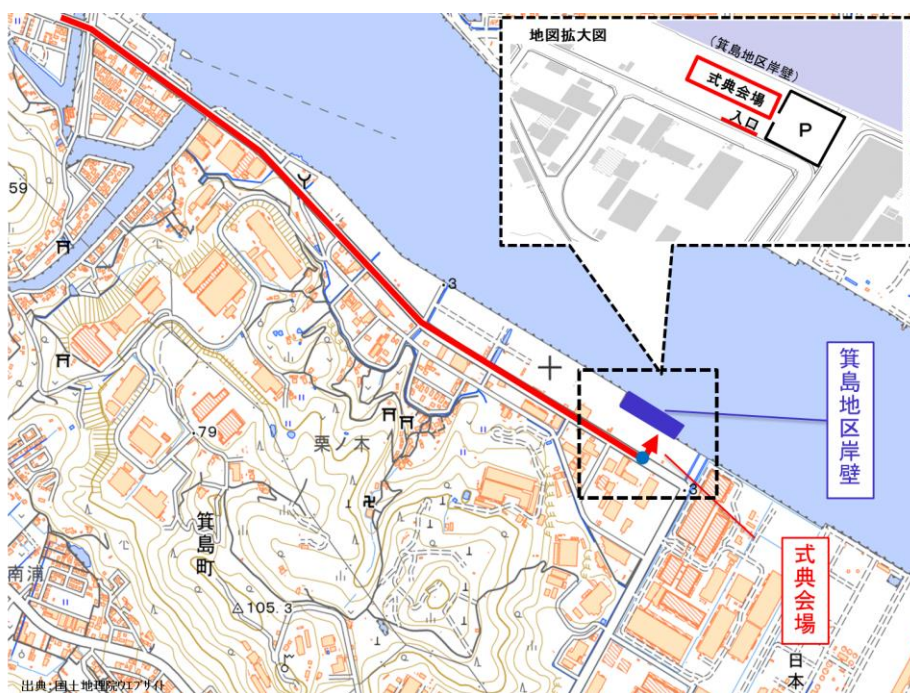 地図拡大図
(箕島地区岸壁)
式典会場
入口
P
59
・3
箕島地区岸壁
・79
栗ノ木
・3
箕島町
式典会場
南浦
△105.3
日本
出典:国土地理院ウエブサイト